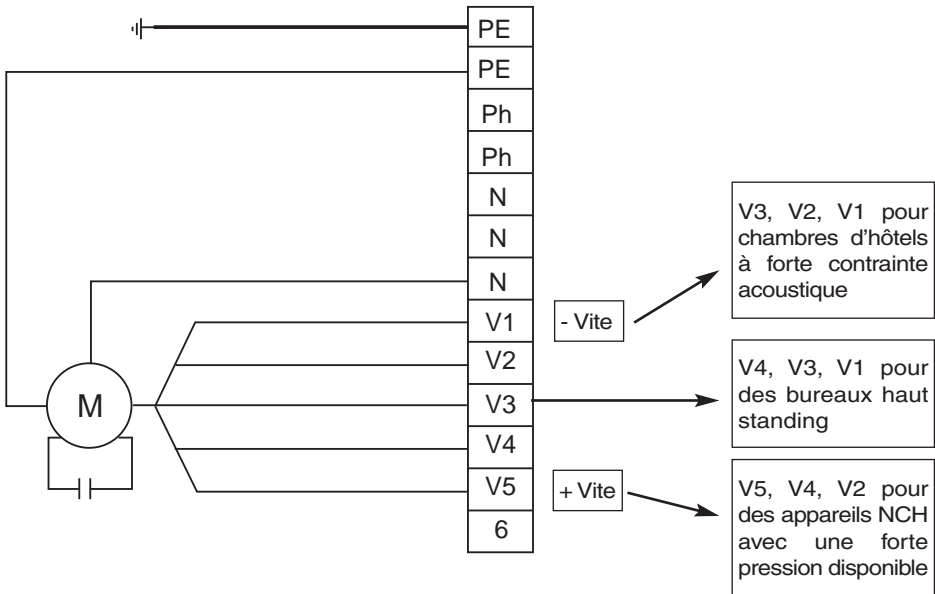 PE
PE
Ph
Ph
N
N
N
V1
V2
V3
V4
V5
6
M
- Vite
+ Vite
V3, V2, V1 pour
chambres d'hôtels
à forte contrainte
acoustique
V4, V3, V1 pour
des bureaux haut
standing
V5, V4, V2 pour
des appareils NCH
avec une forte
pression disponible